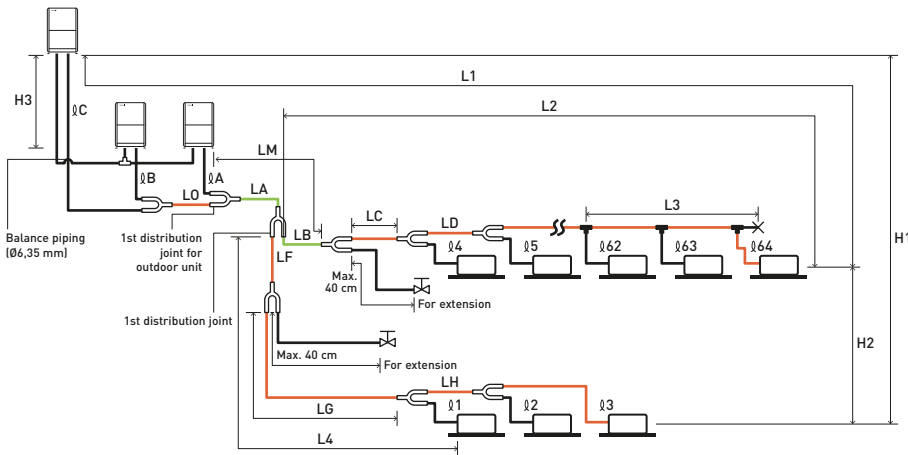 L1
H3
ℓC
L2
LM
ℓB
ℓA
LA
LO
LC
LD
L3
H1
Balance piping
(Ø6,35 mm)
1st distribution
joint for
outdoor unit
LB
LF
ℓ4
ℓ5
ℓ62
ℓ63
ℓ64
Max.
40 cm
For extension
1st distribution joint
H2
Max. 40 cm
For extension
LH
LG
ℓ1
ℓ2
ℓ3
L4